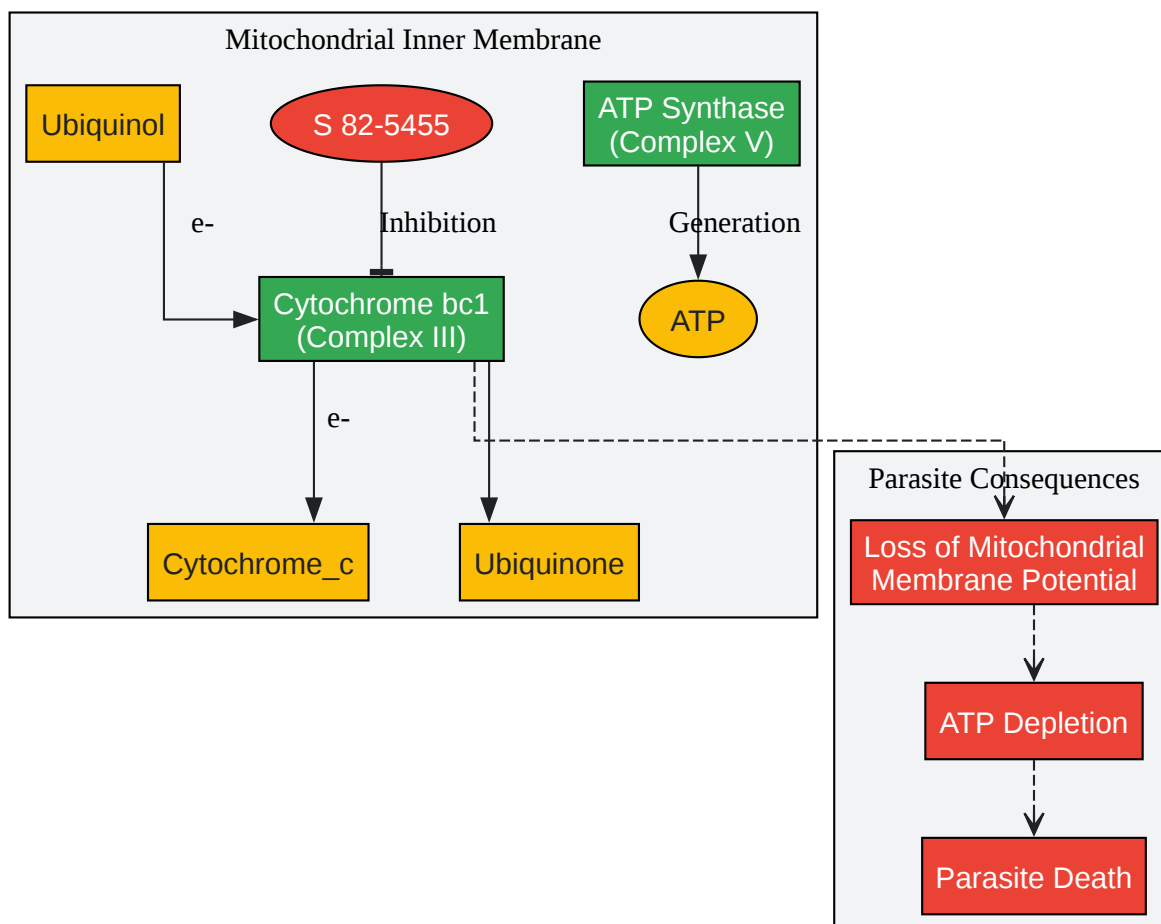 Mitochondrial Inner Membrane
Ubiquinol
S 82-5455
ATP Synthase
(Complex V)
e-
Inhibition
Generation
Cytochrome bc1
(Complex III)
ATP
e-
Cytochrome_c
Ubiquinone
Parasite Consequences
Loss of Mitochondrial
Membrane Potential
ATP Depletion
Parasite Death